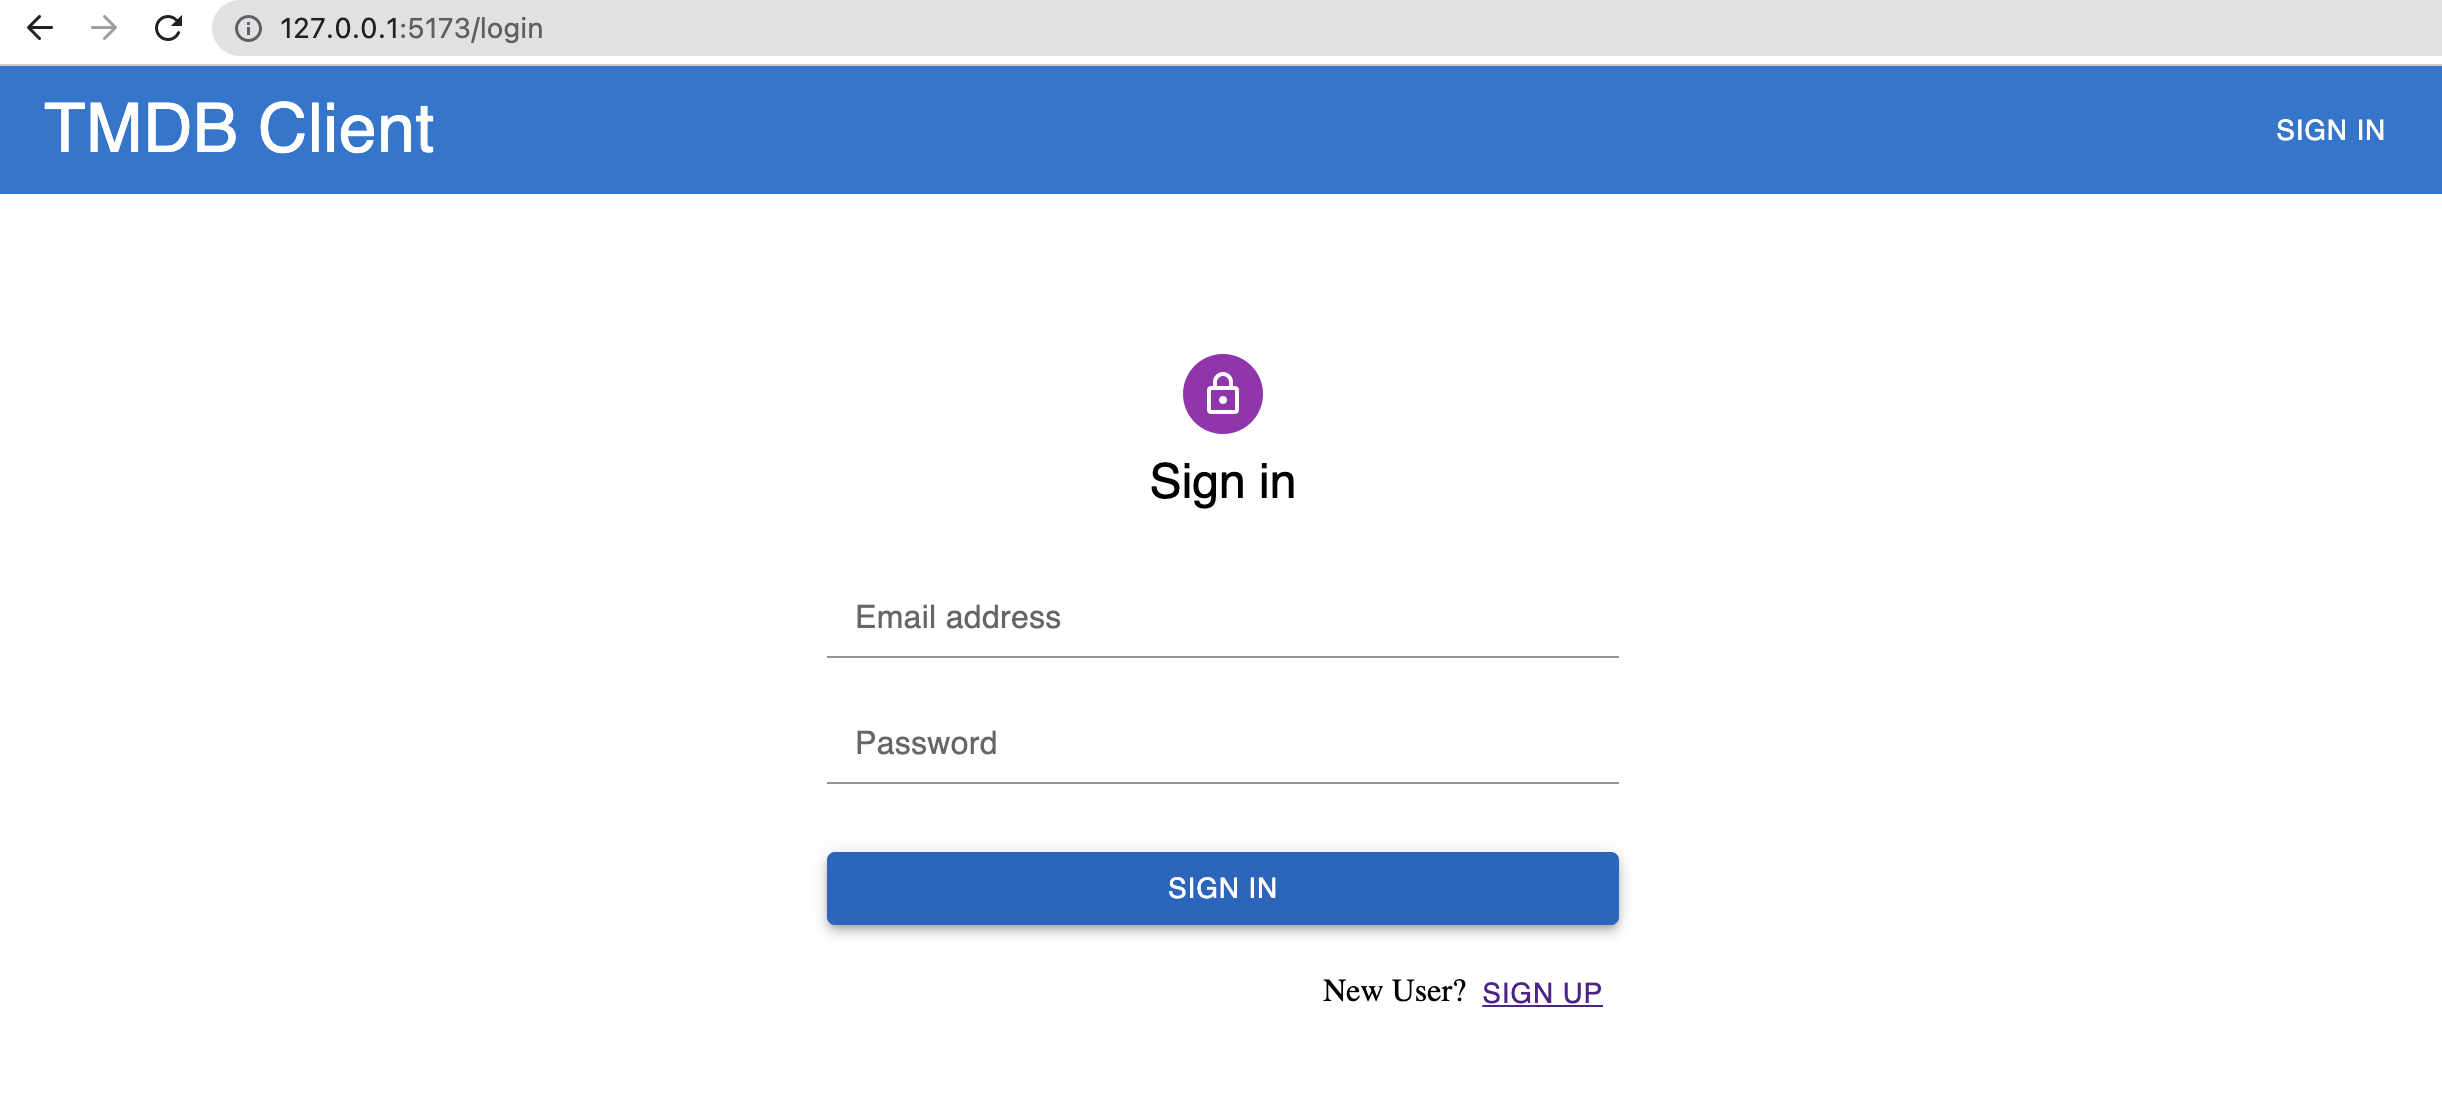 127.0.0.1:5173/login
TMDB Client
SIGN IN
Sign in
Email address
Password
SIGN IN
New User? SIGN UP